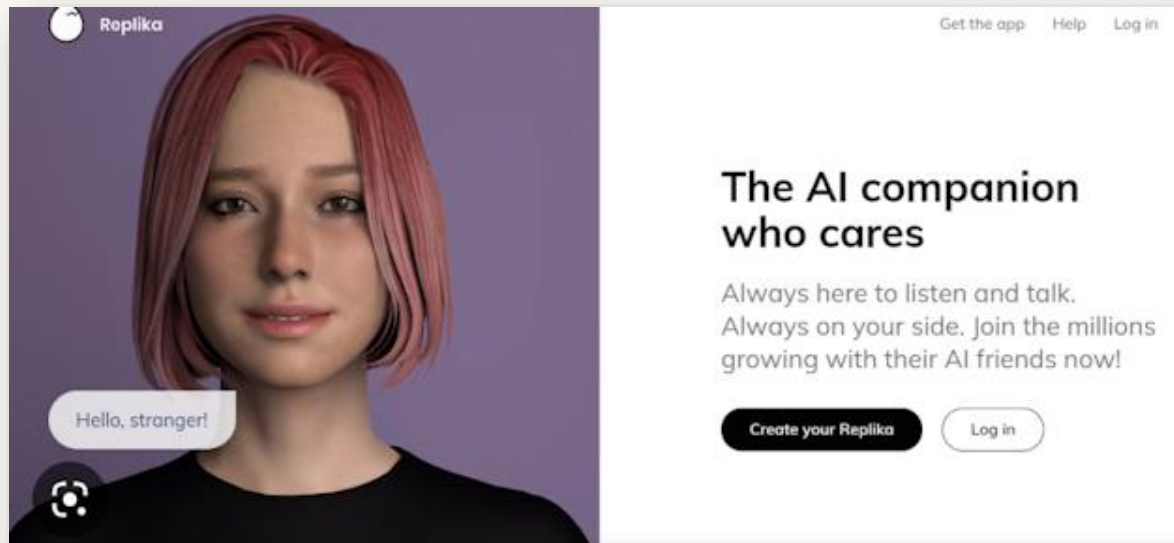 Replika
Get the app
Help
Log in
The AI companion
who cares
Always here to listen and talk.
Always on your side. Join the millions
growing with their AI friends now!
Hello, stranger!
Create your Replika
Log in